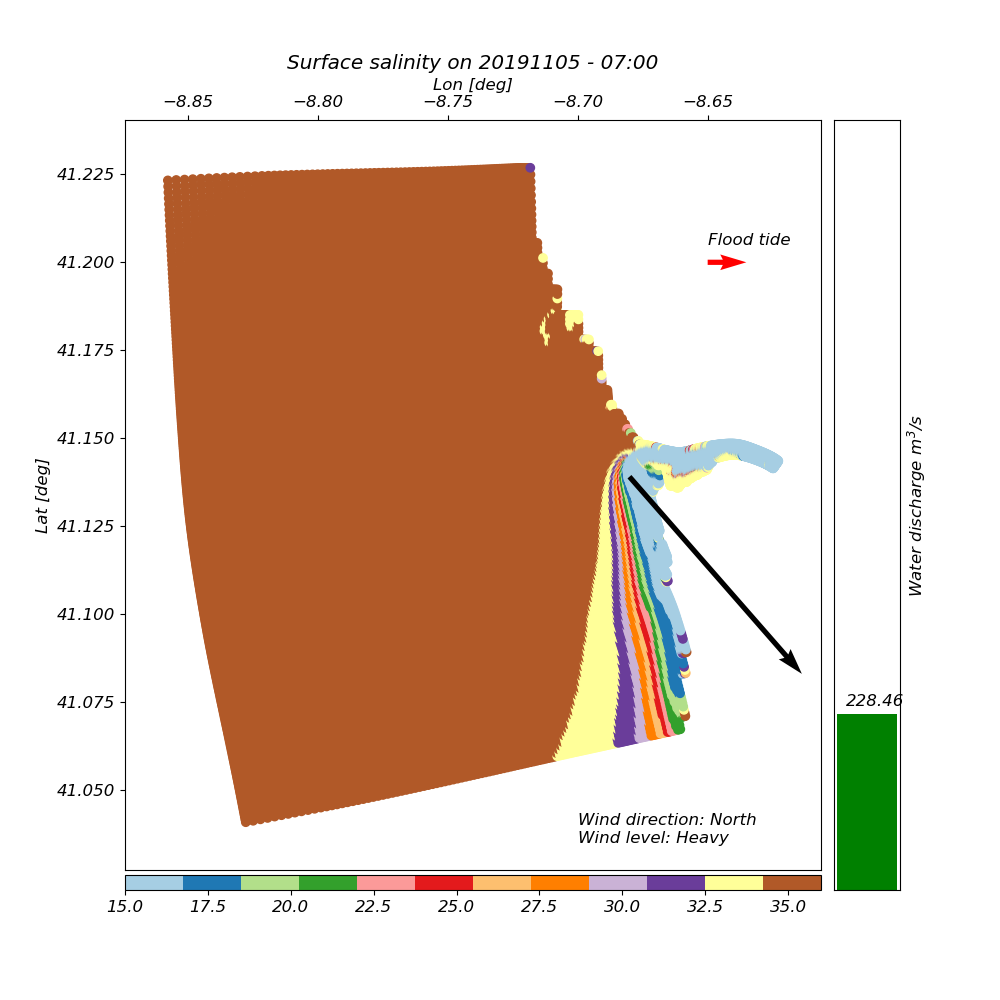 Surface salinity on 20191105 - 07:00
Lon [deg]
−8.85 −8.80 −8.75 −8.70 −8.65
41.225
41.200
41.175
41.150
41.125
41.100
41.075
41.050
Lat [deg]
Flood tide
Wind direction: North
Wind level: Heavy
228.46
Water discharge m³/s
15.0 17.5 20.0 22.5 25.0 27.5 30.0 32.5 35.0